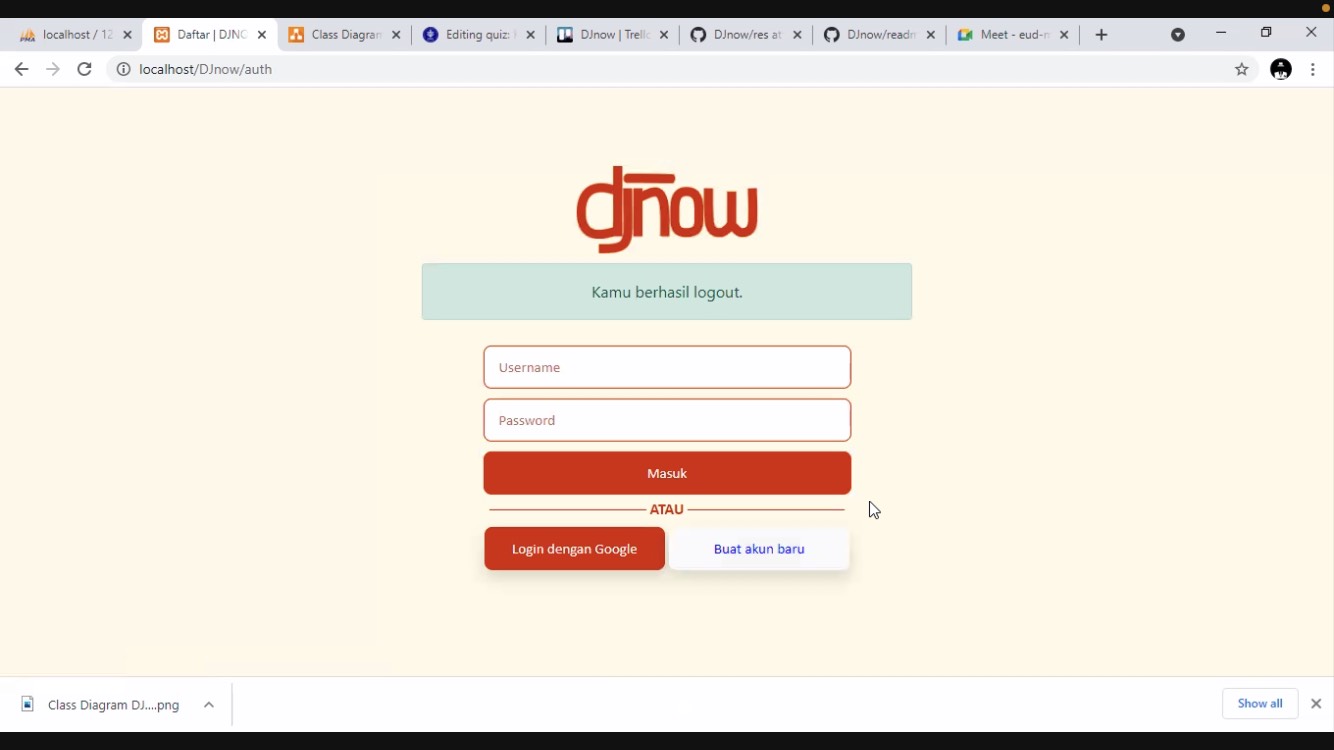 localhost / 12
Daftar | DJNO
Class Diagran
Editing quiz:
DJnow | Trell
DJnow/res at
DJnow/readn
Meet - eud-n
localhost/DJnow/auth
djnow
Kamu berhasil logout.
Username
Password
Masuk
ATAU
Login dengan Google
Buat akun baru
Class Diagram DJ....png
Show all